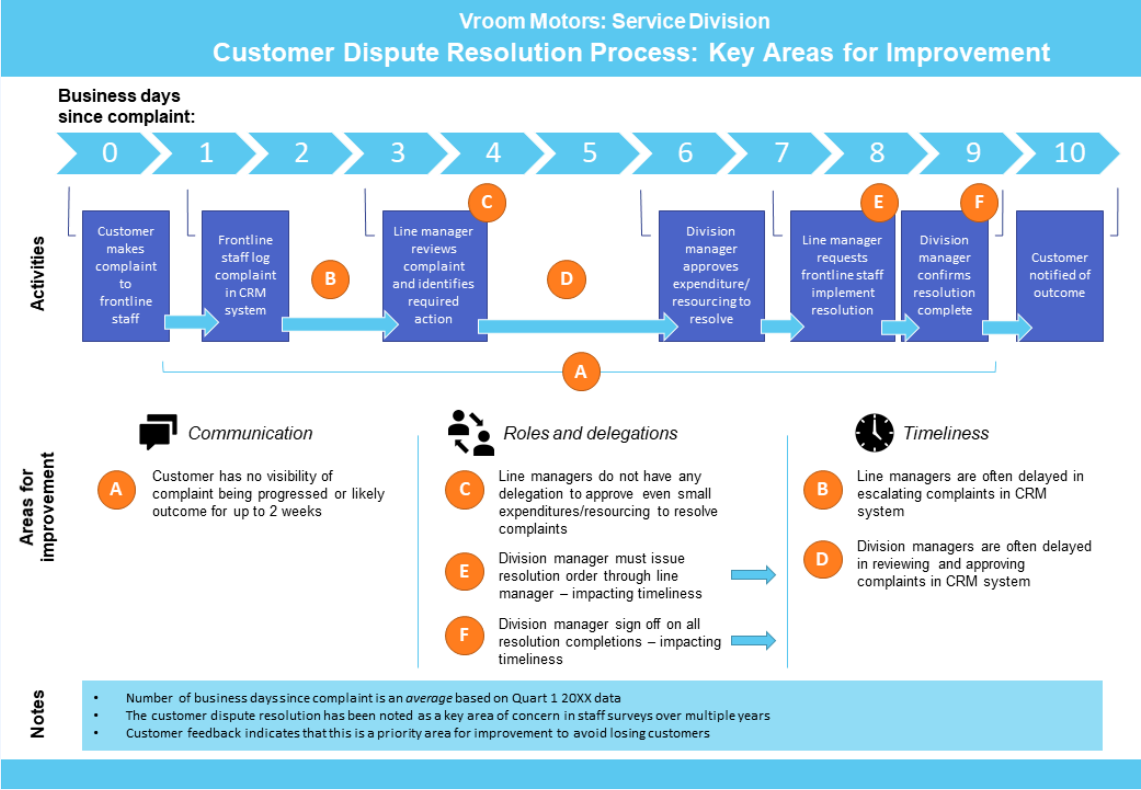 Vroom Motors: Service Division
Customer Dispute Resolution Process: Key Areas for Improvement
Business days
since complaint:
0 1 2 3 4 5 6 7 8 9 10
Activities
Customer
makes
complaint
to
frontline
staff
Frontline
staff log
complaint
in CRM
system
B
Line manager
reviews
complaint
and identifies
required
action
C
D
Division
manager
approves
expenditure/
resourcing to
resolve
Line manager
requests
frontline staff
implement
resolution
E
Division
manager
confirms
resolution
complete
F
Customer
notified of
outcome
A
Areas for
improvement
Communication
A
Customer has no visibility of
complaint being progressed or likely
outcome for up to 2 weeks
Roles and delegations
C
Line managers do not have any
delegation to approve even small
expenditures/resourcing to resolve
complaints
E
Division manager must issue
resolution order through line
manager – impacting timeliness
F
Division manager sign off on all
resolution completions – impacting
timeliness
Timeliness
B
Line managers are often delayed in
escalating complaints in CRM
system
D
Division managers are often delayed
in reviewing and approving
complaints in CRM system
Notes
• Number of business days since complaint is an average based on Quart 1 20XX data
• The customer dispute resolution has been noted as a key area of concern in staff surveys over multiple years
• Customer feedback indicates that this is a priority area for improvement to avoid losing customers